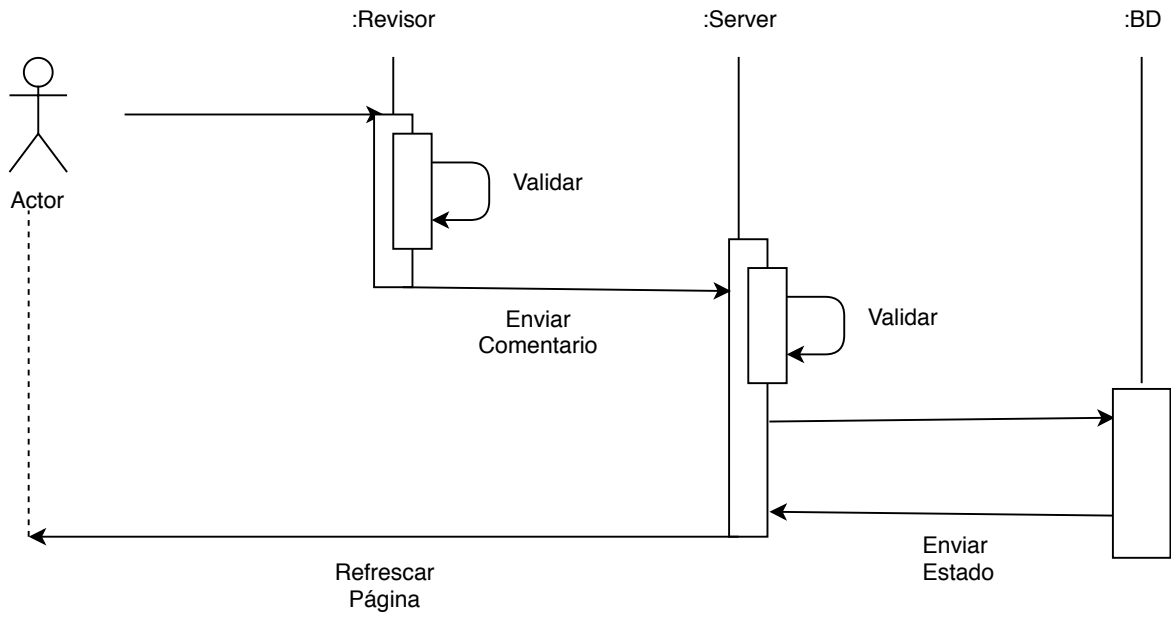 :Revisor
:Server
:BD
Actor
Validar
Enviar
Comentario
Validar
Enviar
Estado
Refrescar
Página